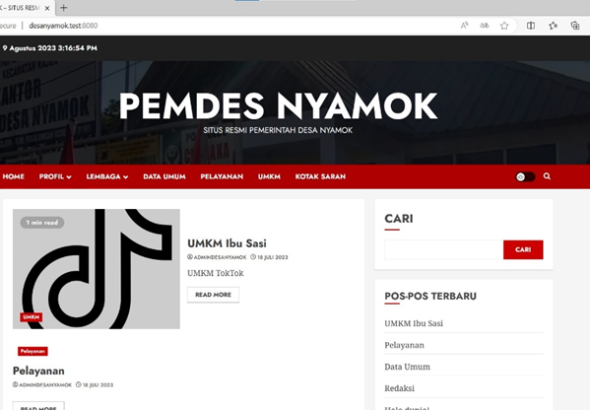 K – SITUS RESM
ecure
desanyamok.test:8080
9 Agustus 2023 3:16:54 PM
PEMDES NYAMOK
SITUS RESMI PEMERINTAH DESA NYAMOK
HOME PROFIL LEMBAGA DATA UMUM PELAYANAN UMKM KOTAK SARAN
1 min read
UMKM
UMKM Ibu Sasi
ADMINDESANYAMOK 18 JULI 2023
UMKM TokTok
READ MORE
Pelayanan
Pelayanan
ADMINDESANYAMOK 18 JULI 2023
READ MORE
CARI
CARI
POS-POS TERBARU
UMKM Ibu Sasi
Pelayanan
Data Umum
Redaksi
Halo dunia!